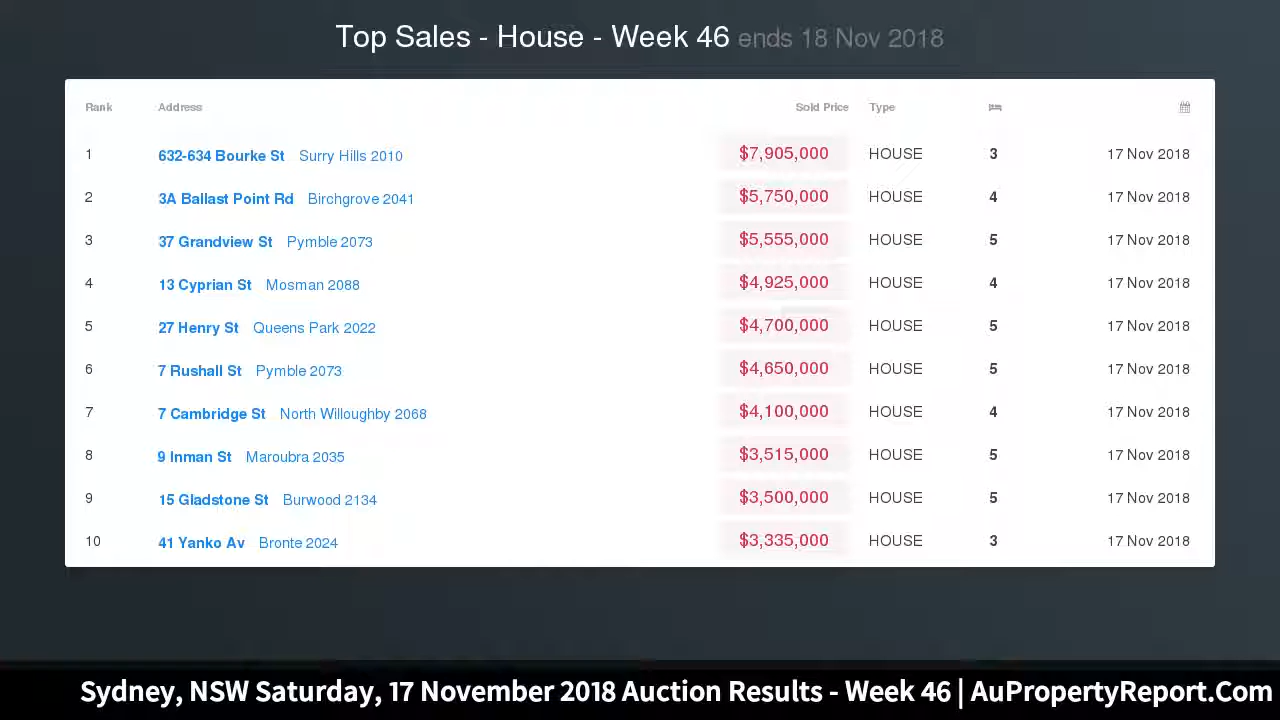 Top Sales - House - Week 46 ends 18 Nov 2018
Rank Address Sold Price Type
1 632-634 Bourke St Surry Hills 2010 $7,905,000 HOUSE 3 17 Nov 2018
2 3A Ballast Point Rd Birchgrove 2041 $5,750,000 HOUSE 4 17 Nov 2018
3 37 Grandview St Pymble 2073 $5,555,000 HOUSE 5 17 Nov 2018
4 13 Cyprian St Mosman 2088 $4,925,000 HOUSE 4 17 Nov 2018
5 27 Henry St Queens Park 2022 $4,700,000 HOUSE 5 17 Nov 2018
6 7 Rushall St Pymble 2073 $4,650,000 HOUSE 5 17 Nov 2018
7 7 Cambridge St North Willoughby 2068 $4,100,000 HOUSE 4 17 Nov 2018
8 9 Inman St Maroubra 2035 $3,515,000 HOUSE 5 17 Nov 2018
9 15 Gladstone St Burwood 2134 $3,500,000 HOUSE 5 17 Nov 2018
10 41 Yanko Av Bronte 2024 $3,335,000 HOUSE 3 17 Nov 2018
Sydney, NSW Saturday, 17 November 2018 Auction Results - Week 46 | AuPropertyReport.Com